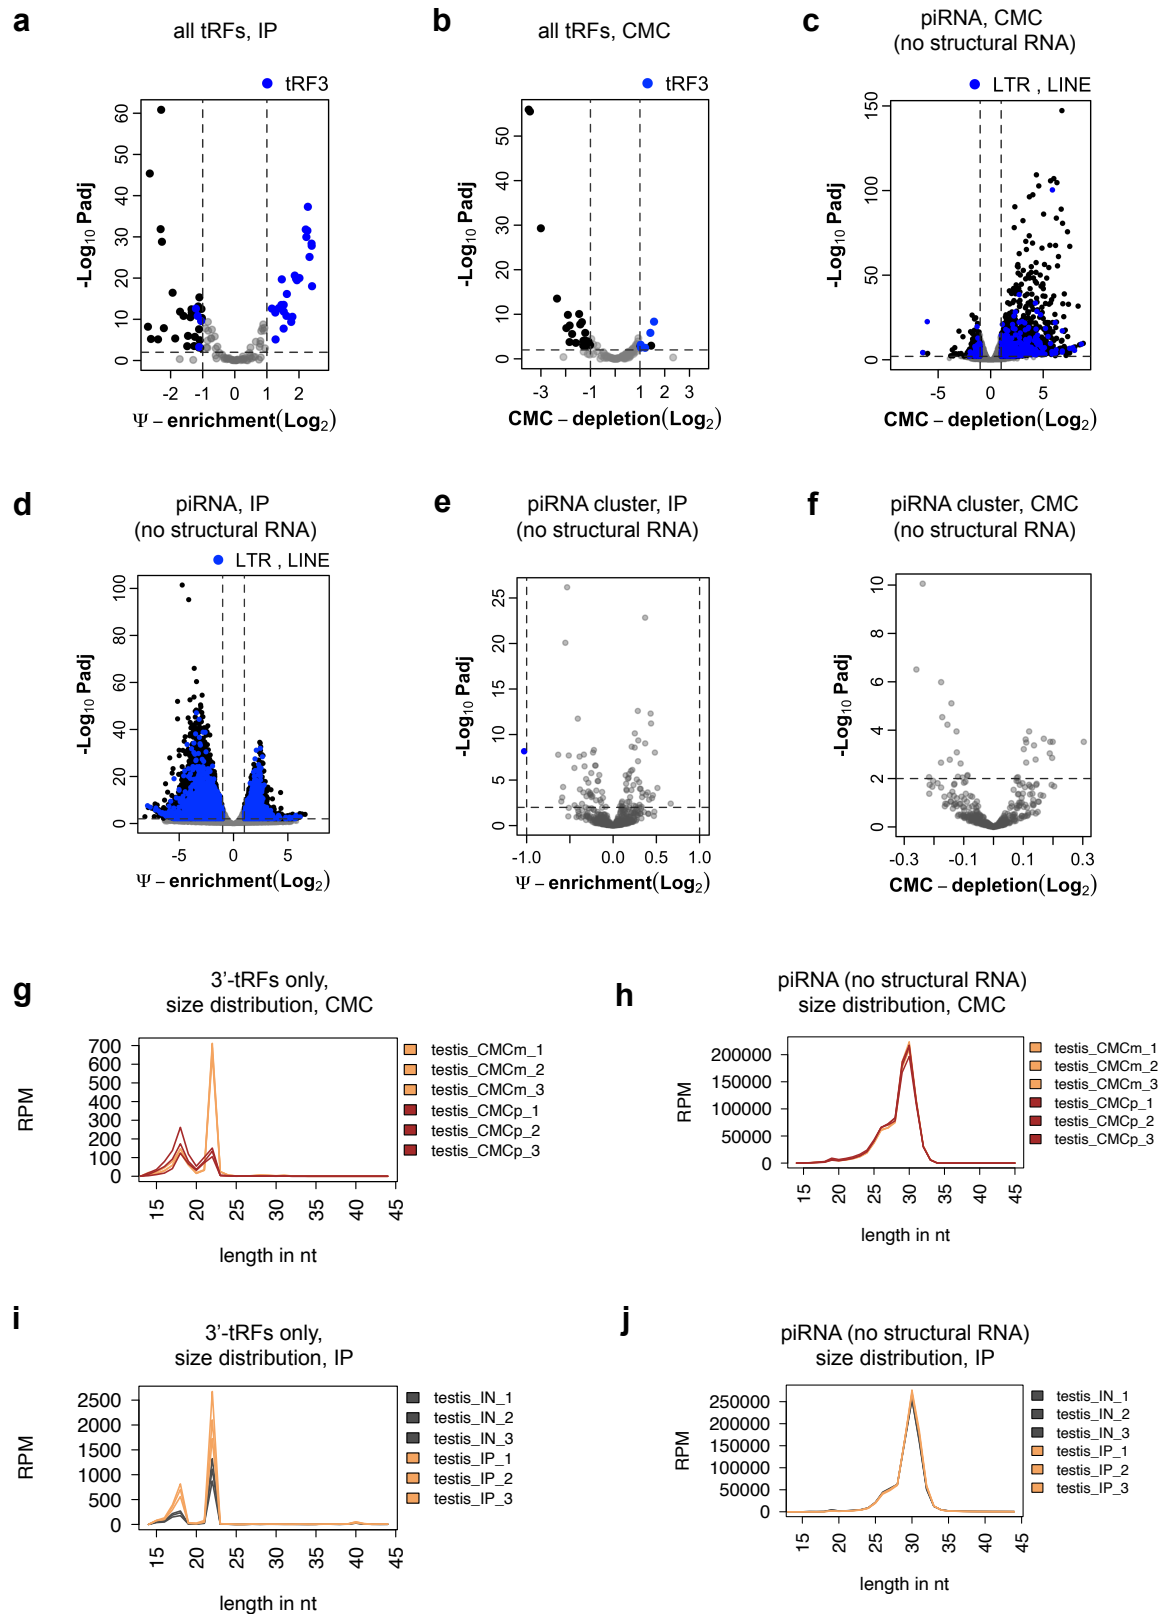 a
all tRFs, IP
tRF3
-Log10 Padj
60
50
40
30
20
10
0
-2
-1
0
1
2
Ψ – enrichment(Log2)
b
all tRFs, CMC
tRF3
-Log10 Padj
50
40
30
20
10
0
-3
-1
0
1
2
3
CMC – depletion(Log2)
c
piRNA, CMC
(no structural RNA)
LTR , LINE
-Log10 Padj
150
100
50
0
-5
0
5
CMC – depletion(Log2)
d
piRNA, IP
(no structural RNA)
LTR , LINE
-Log10 Padj
100
80
60
40
20
0
-5
0
5
Ψ – enrichment(Log2)
e
piRNA cluster, IP
(no structural RNA)
-Log10 Padj
25
20
15
10
5
0
-1.0
0.0
0.5
1.0
Ψ – enrichment(Log2)
f
piRNA cluster, CMC
(no structural RNA)
-Log10 Padj
10
8
6
4
2
0
-0.3
-0.1
0.1
0.3
CMC – depletion(Log2)
g
3'-tRFs only,
size distribution, CMC
RPM
700
600
500
400
300
200
100
0
15
20
25
30
35
40
45
length in nt
testis_CMCm_1
testis_CMCm_2
testis_CMCm_3
testis_CMCp_1
testis_CMCp_2
testis_CMCp_3
h
piRNA (no structural RNA)
size distribution, CMC
RPM
200000
150000
100000
50000
0
15
20
25
30
35
40
45
length in nt
testis_CMCm_1
testis_CMCm_2
testis_CMCm_3
testis_CMCp_1
testis_CMCp_2
testis_CMCp_3
i
3'-tRFs only,
size distribution, IP
RPM
2500
2000
1500
1000
500
0
15
20
25
30
35
40
45
length in nt
testis_IN_1
testis_IN_2
testis_IN_3
testis_IP_1
testis_IP_2
testis_IP_3
j
piRNA (no structural RNA)
size distribution, IP
RPM
250000
200000
150000
100000
50000
0
15
20
25
30
35
40
45
length in nt
testis_IN_1
testis_IN_2
testis_IN_3
testis_IP_1
testis_IP_2
testis_IP_3